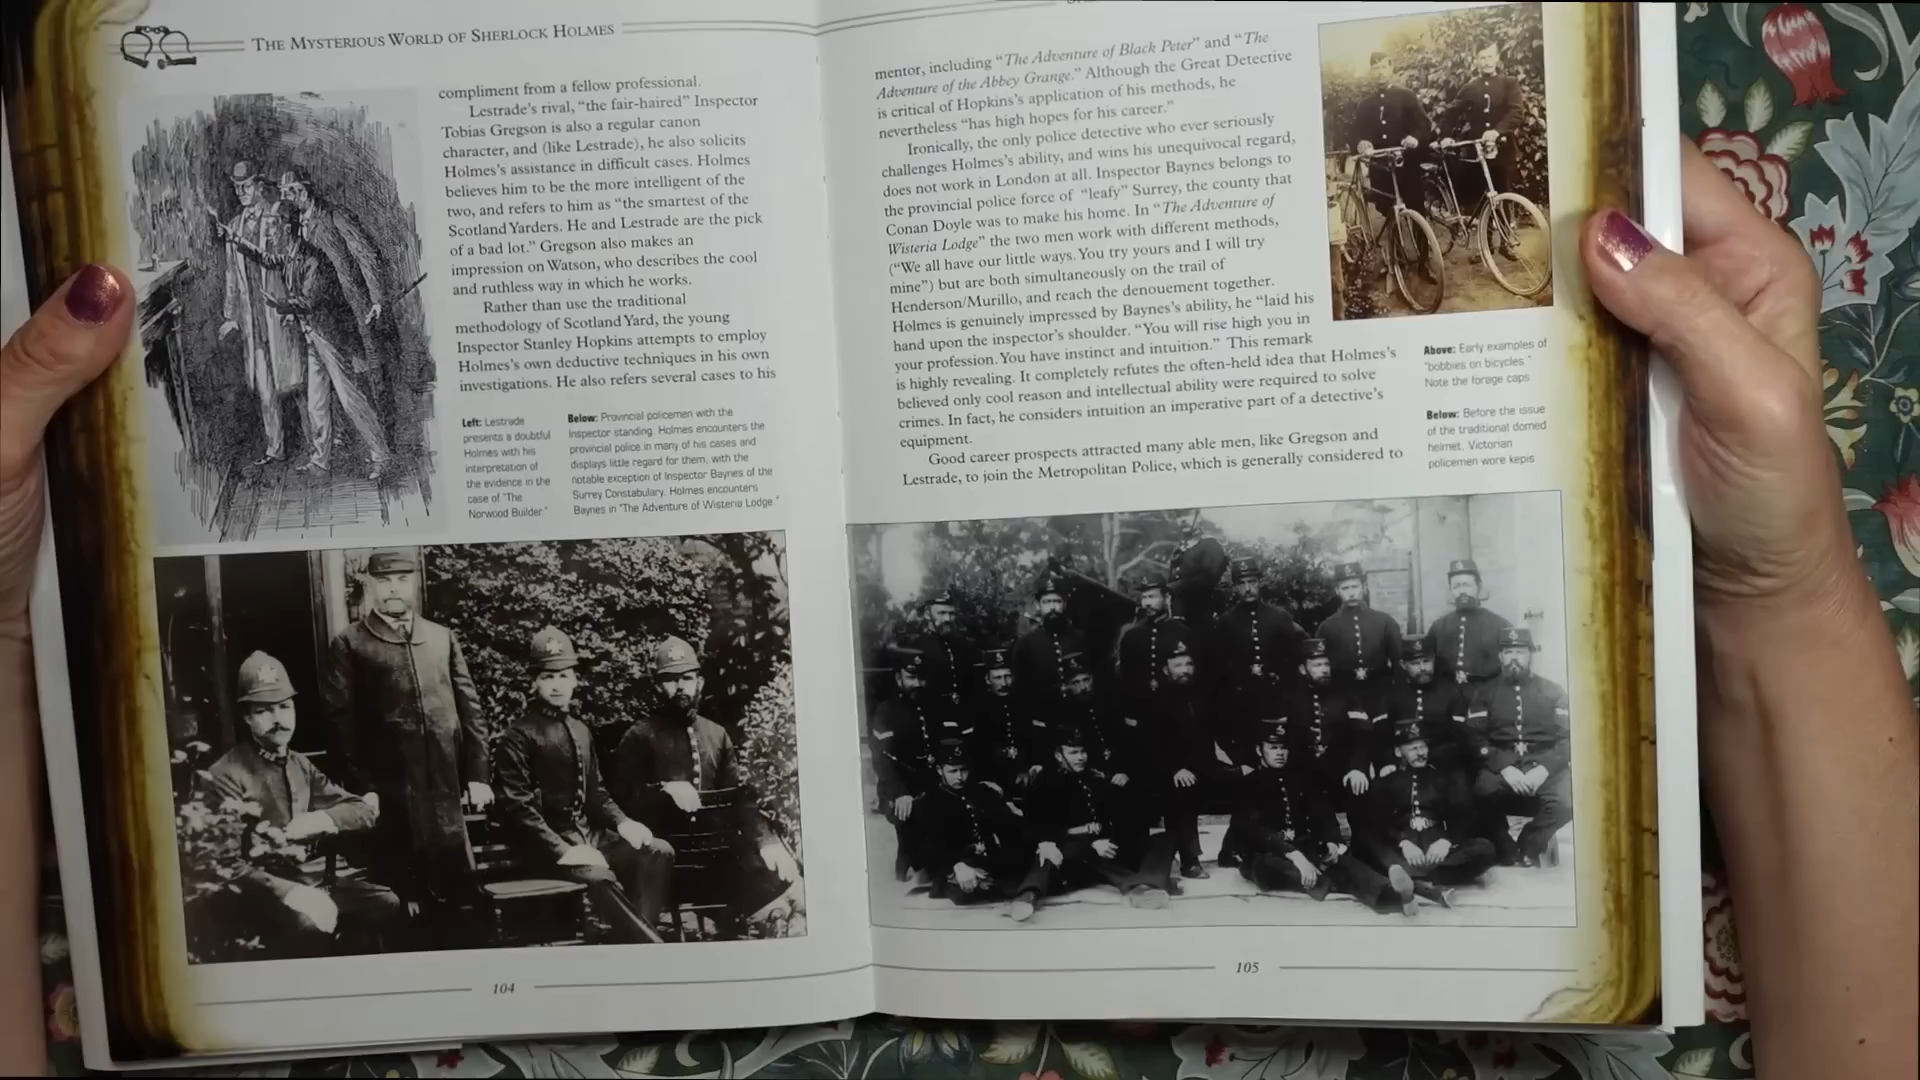 THE MYSTERIOUS WORLD OF SHERLOCK HOLMES
compliment from a fellow professional.
Lestrade's rival, "the fair-haired" Inspector
Tobias Gregson is also a regular canon
character, and (like Lestrade), he also solicits
Holmes's assistance in difficult cases. Holmes
believes him to be the more intelligent of the
two, and refers to him as "the smartest of the
Scotland Yarders. He and Lestrade are the pick
of a bad lot." Gregson also makes an
impression on Watson, who describes the cool
and ruthless way in which he works.
Rather than use the traditional
methodology of Scotland Yard, the young
Inspector Stanley Hopkins attempts to employ
Holmes's own deductive techniques in his own
investigations. He also refers several cases to his
RACHE
Left: Lestrade
presents a doubtful
Holmes with his
interpretation of
the evidence in the
case of "The
Norwood Builder."
Below: Provincial policemen with the
Inspector standing. Holmes encounters the
provincial police in many of his cases and
displays little regard for them, with the
notable exception of Inspector Baynes of the
Surrey Constabulary. Holmes encounters
Baynes in "The Adventure of Wisteria Lodge."
104
mentor, including "The Adventure of Black Peter" and "The
Adventure of the Abbey Grange." Although the Great Detective
is critical of Hopkins's application of his methods, he
nevertheless "has high hopes for his career."
Ironically, the only police detective who ever seriously
challenges Holmes's ability, and wins his unequivocal regard,
does not work in London at all. Inspector Baynes belongs to
the provincial police force of "leafy" Surrey, the county that
Conan Doyle was to make his home. In "The Adventure of
Wisteria Lodge" the two men work with different methods,
("We all have our little ways. You try yours and I will try
mine") but are both simultaneously on the trail of
Henderson/Murillo, and reach the denouement together.
Holmes is genuinely impressed by Baynes's ability, he "laid his
hand upon the inspector's shoulder. "You will rise high you in
your profession. You have instinct and intuition." This remark
is highly revealing. It completely refutes the often-held idea that Holmes's
believed only cool reason and intellectual ability were required to solve
crimes. In fact, he considers intuition an imperative part of a detective's
equipment.
Good career prospects attracted many able men, like Gregson and
Lestrade, to join the Metropolitan Police, which is generally considered to
Above: Early examples of
"bobbies on bicycles."
Note the forage caps.
Below: Before the issue
of the traditional domed
helmet, Victorian
policemen wore kepis
105